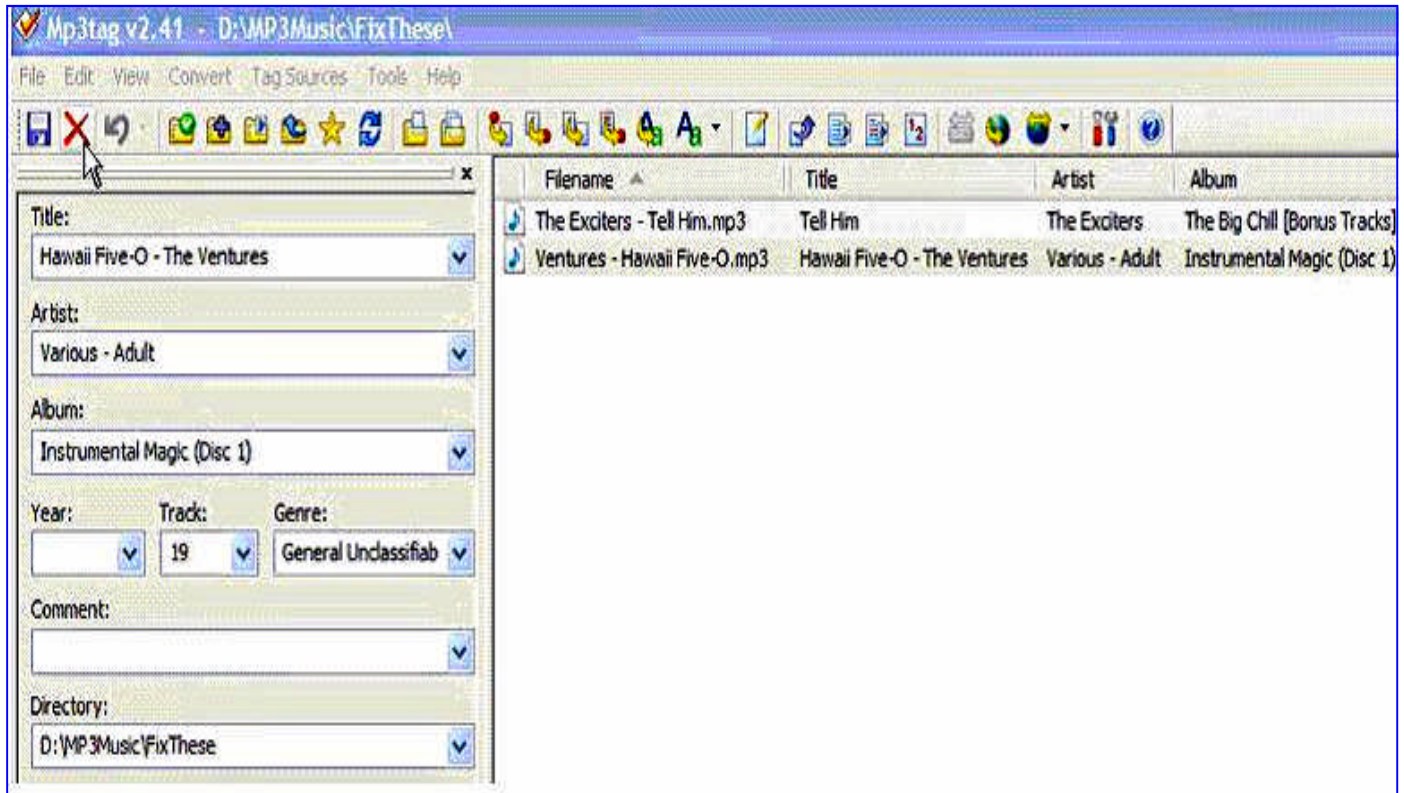 Mp3tag v2.41 - D:\MP3Music\FixThese\
File Edit View Convert Tag Sources Tools Help
Filename Title Artist Album
The Exciters - Tell Him.mp3 Tell Him The Exciters The Big Chill [Bonus Tracks]
Ventures - Hawaii Five-O.mp3 Hawaii Five-O - The Ventures Various - Adult Instrumental Magic (Disc 1)
x
Title:
Hawaii Five-O - The Ventures
Artist:
Various - Adult
Album:
Instrumental Magic (Disc 1)
Year: Track: Genre:
19 General Unclassifiab
Comment:
Directory:
D:\MP3Music\FixThese